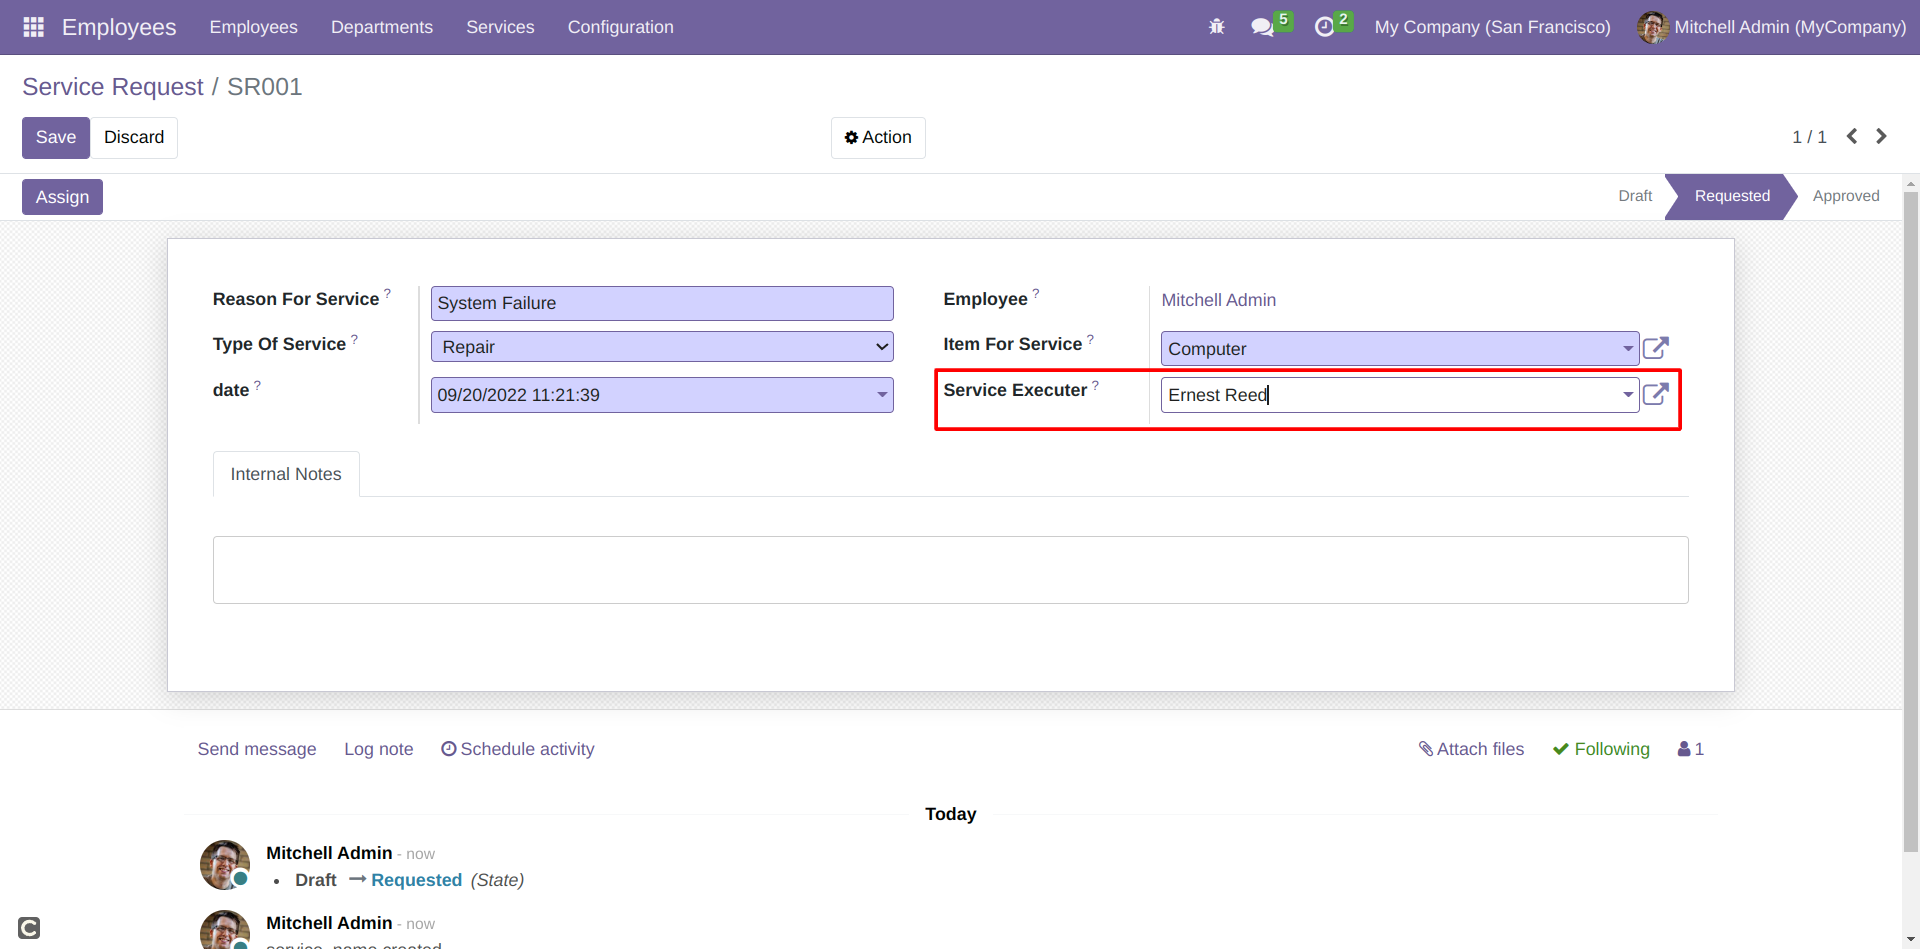 Employees Employees Departments Services Configuration 5 2 My Company (San Francisco) Mitchell Admin (MyCompany)
Service Request / SR001
Save Discard Action 1 / 1
Assign Draft Requested Approved
Reason For Service ? System Failure Employee ? Mitchell Admin
Type Of Service ? Repair Item For Service ? Computer
date ? 09/20/2022 11:21:39 Service Executer ? Ernest Reed
Internal Notes
Send message Log note Schedule activity Attach files Following 1
Today
Mitchell Admin - now
• Draft → Requested (State)
Mitchell Admin - now
service_name created
C